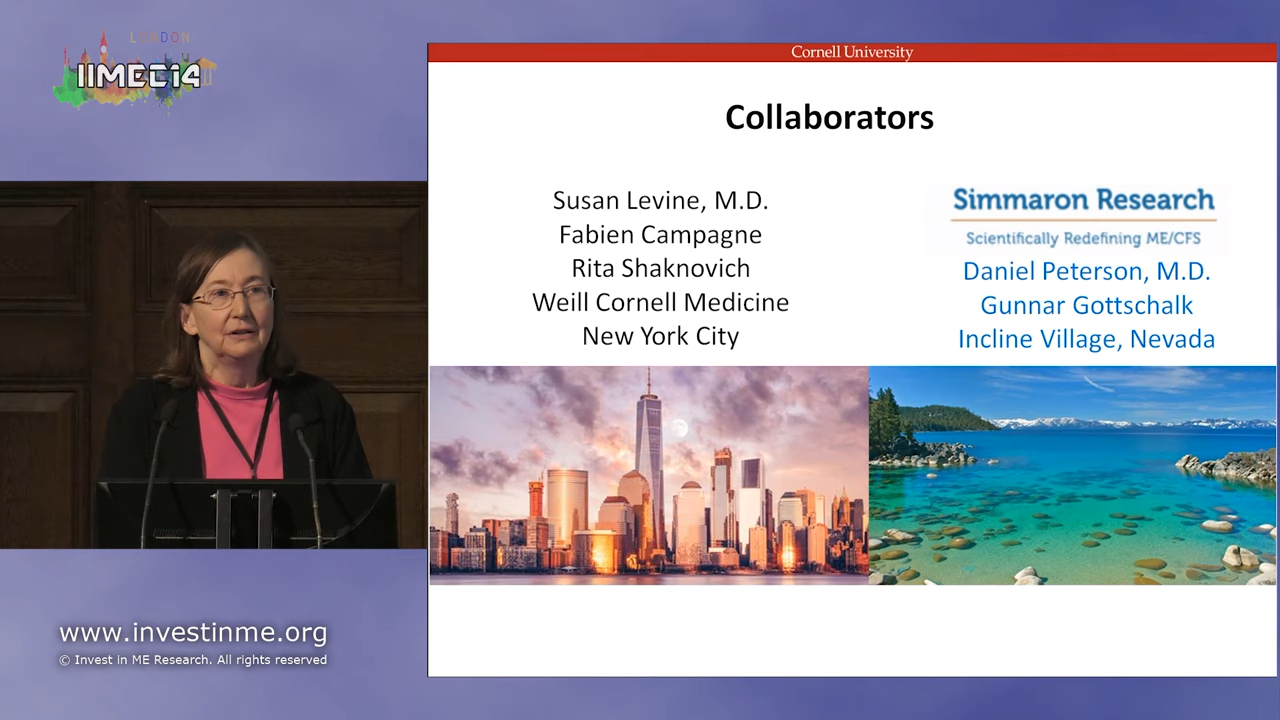 LONDON
IIMEC14
Cornell University
Collaborators
Susan Levine, M.D.
Fabien Campagne
Rita Shaknovich
Weill Cornell Medicine
New York City
Simmaron Research
Scientifically Redefining ME/CFS
Daniel Peterson, M.D.
Gunnar Gottschalk
Incline Village, Nevada
www.investinme.org
© Invest in ME Research. All rights reserved